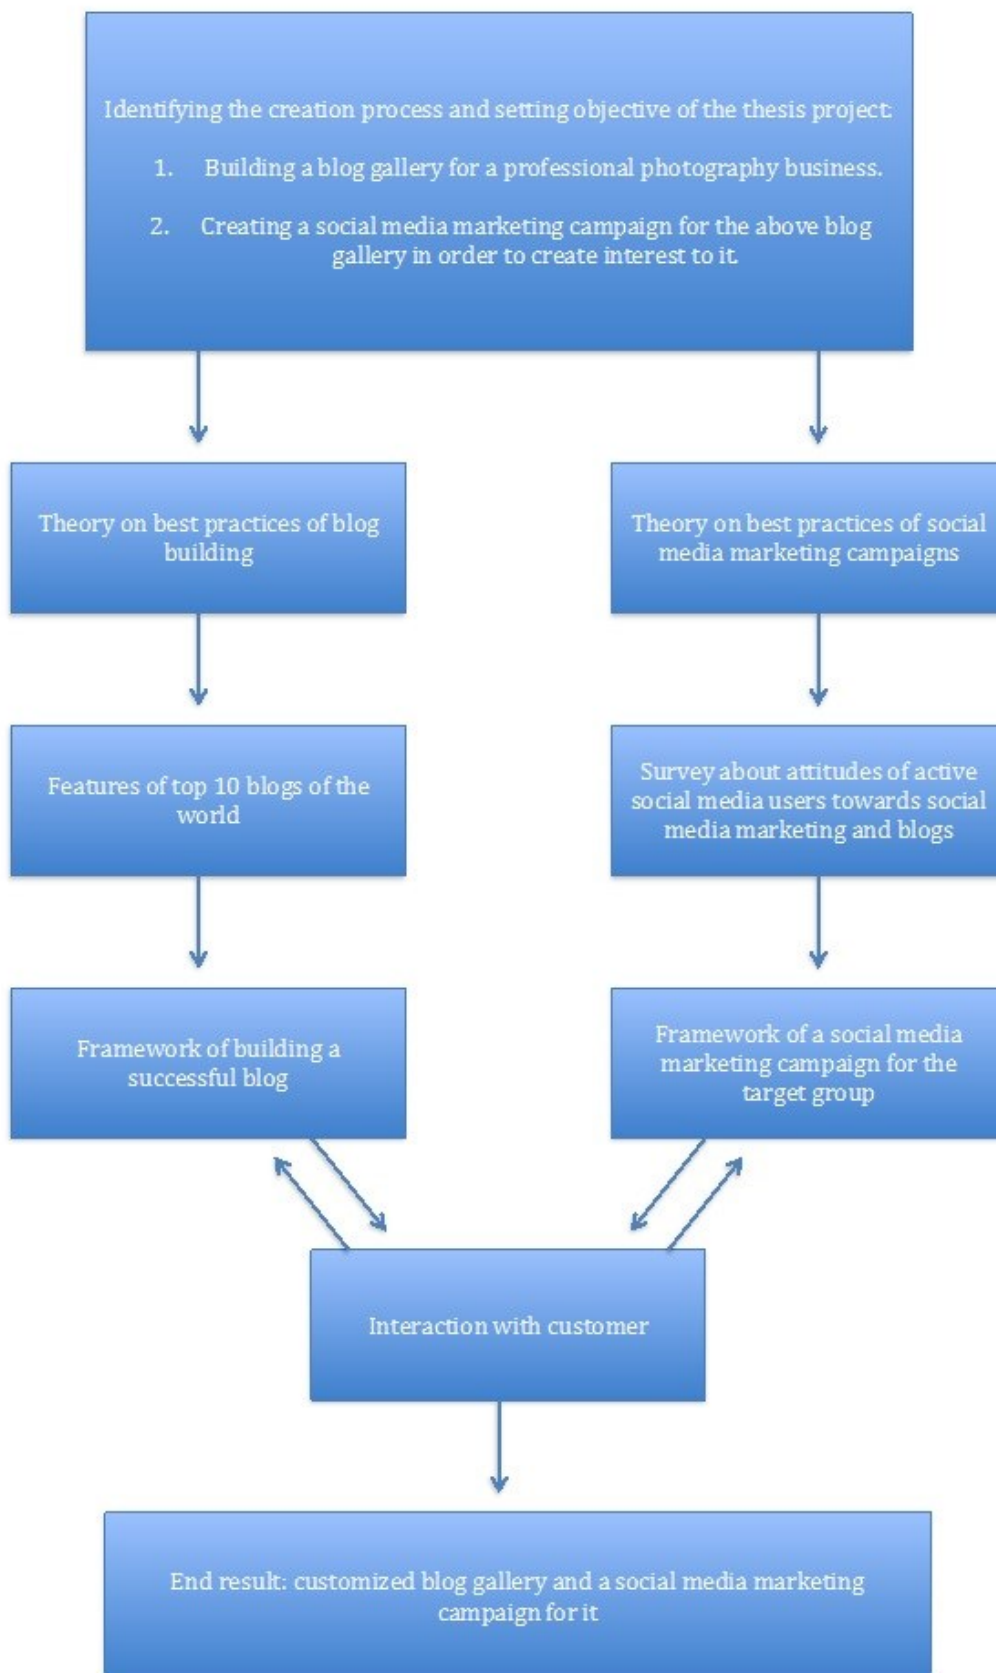 Identifying the creation process and setting objective of the thesis project:
1. Building a blog gallery for a professional photography business.
2. Creating a social media marketing campaign for the above blog
gallery in order to create interest to it.
Theory on best practices of blog
building
Theory on best practices of social
media marketing campaigns
Features of top 10 blogs of the
world
Survey about attitudes of active
social media users towards social
media marketing and blogs
Framework of building a
successful blog
Framework of a social media
marketing campaign for the
target group
Interaction with customer
End result: customized blog gallery and a social media marketing
campaign for it